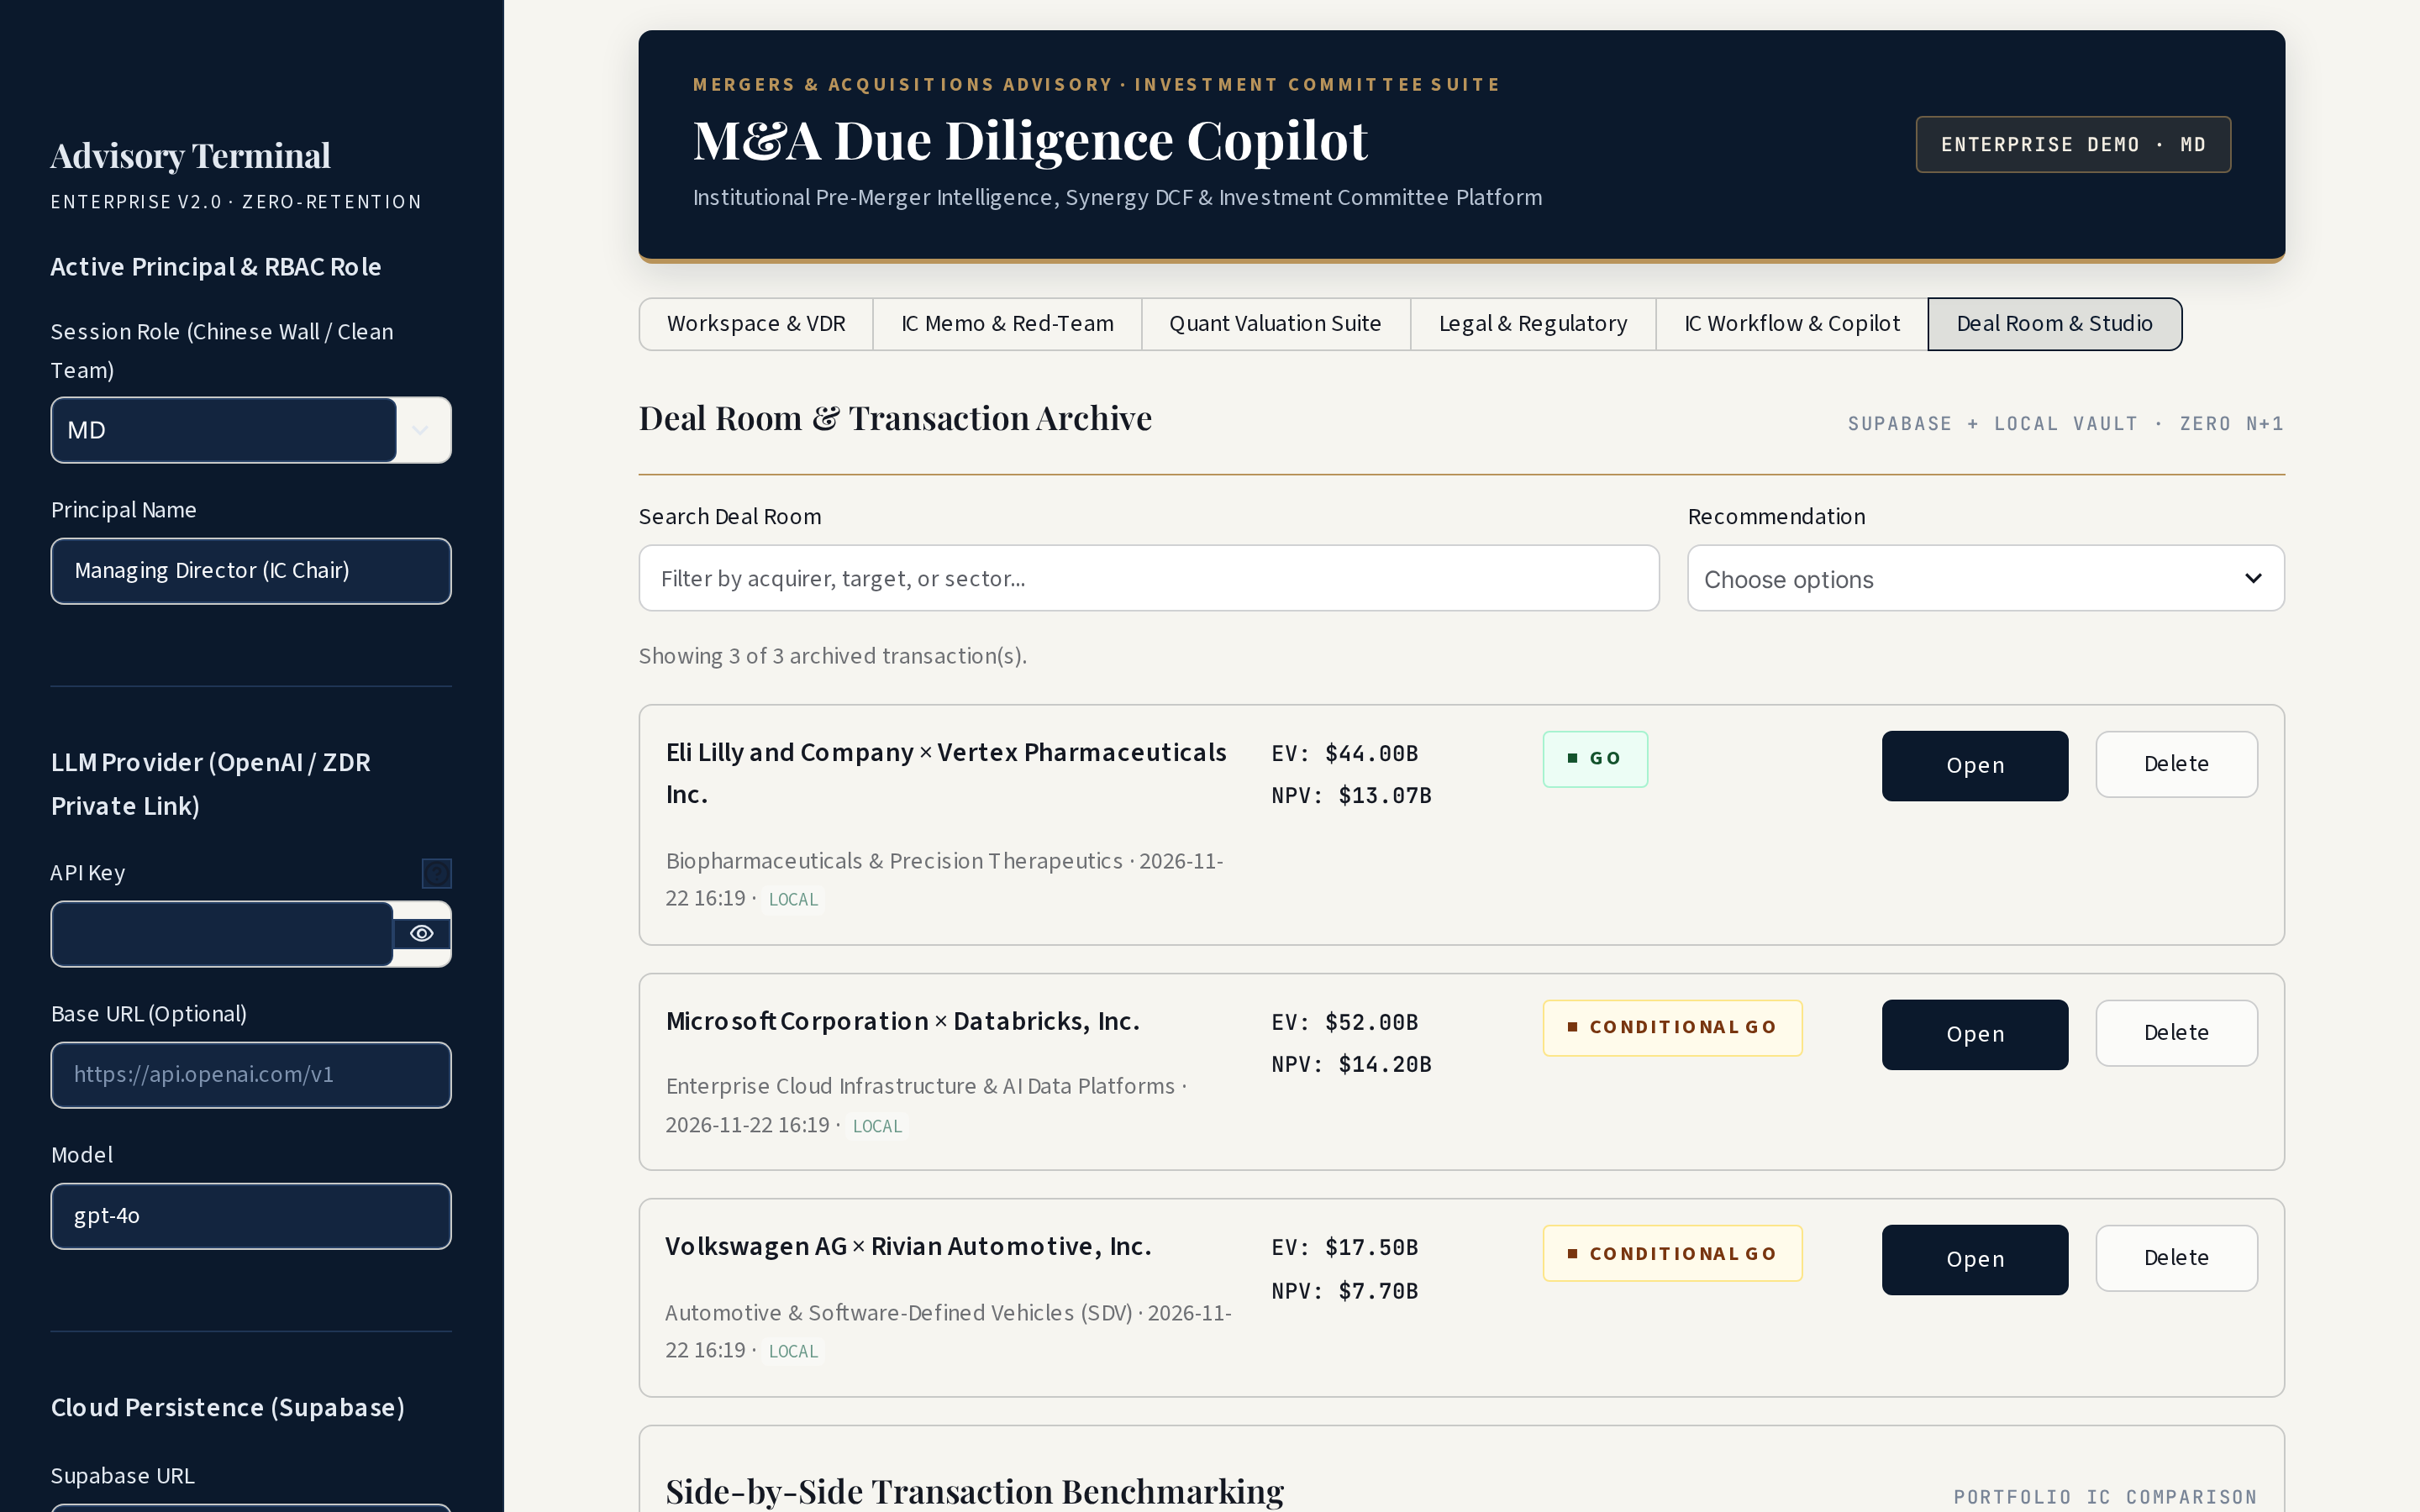 Advisory Terminal
ENTERPRISE V2.0 · ZERO-RETENTION
Active Principal & RBAC Role
Session Role (Chinese Wall / Clean
Team)
MD
Principal Name
Managing Director (IC Chair)
LLM Provider (OpenAI / ZDR
Private Link)
API Key
Base URL (Optional)
https://api.openai.com/v1
Model
gpt-4o
Cloud Persistence (Supabase)
Supabase URL
MERGERS & ACQUISITIONS ADVISORY · INVESTMENT COMMITTEE SUITE
M&A Due Diligence Copilot
Institutional Pre-Merger Intelligence, Synergy DCF & Investment Committee Platform
ENTERPRISE DEMO · MD
Workspace & VDR
IC Memo & Red-Team
Quant Valuation Suite
Legal & Regulatory
IC Workflow & Copilot
Deal Room & Studio
Deal Room & Transaction Archive
SUPABASE + LOCAL VAULT · ZERO N+1
Search Deal Room
Filter by acquirer, target, or sector...
Recommendation
Choose options
Showing 3 of 3 archived transaction(s).
Eli Lilly and Company × Vertex Pharmaceuticals
Inc.
Biopharmaceuticals & Precision Therapeutics · 2026-11-
22 16:19 · LOCAL
EV: $44.00B
NPV: $13.07B
GO
Open
Delete
Microsoft Corporation × Databricks, Inc.
Enterprise Cloud Infrastructure & AI Data Platforms ·
2026-11-22 16:19 · LOCAL
EV: $52.00B
NPV: $14.20B
CONDITIONAL GO
Open
Delete
Volkswagen AG × Rivian Automotive, Inc.
Automotive & Software-Defined Vehicles (SDV) · 2026-11-
22 16:19 · LOCAL
EV: $17.50B
NPV: $7.70B
CONDITIONAL GO
Open
Delete
Side-by-Side Transaction Benchmarking
PORTFOLIO IC COMPARISON